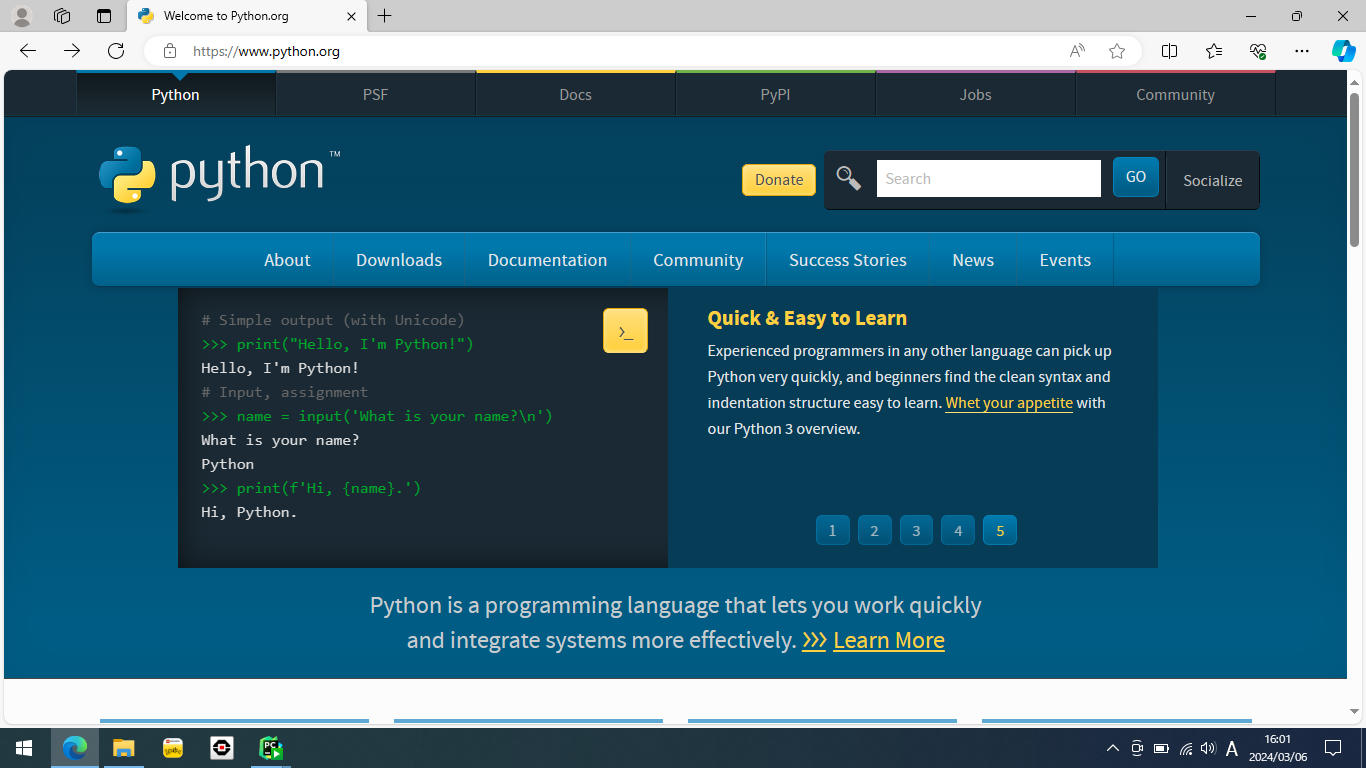 Welcome to Python.org
https://www.python.org
Python
PSF
Docs
PyPI
Jobs
Community
python™
Donate
Search
GO
Socialize
About
Downloads
Documentation
Community
Success Stories
News
Events
# Simple output (with Unicode)
>>> print("Hello, I'm Python!")
Hello, I'm Python!
# Input, assignment
>>> name = input('What is your name?\n')
What is your name?
Python
>>> print(f'Hi, {name}.')
Hi, Python.
>_
Quick & Easy to Learn
Experienced programmers in any other language can pick up
Python very quickly, and beginners find the clean syntax and
indentation structure easy to learn. Whet your appetite with
our Python 3 overview.
1
2
3
4
5
Python is a programming language that lets you work quickly
and integrate systems more effectively. >>> Learn More
PC
A
16:01
2024/03/06